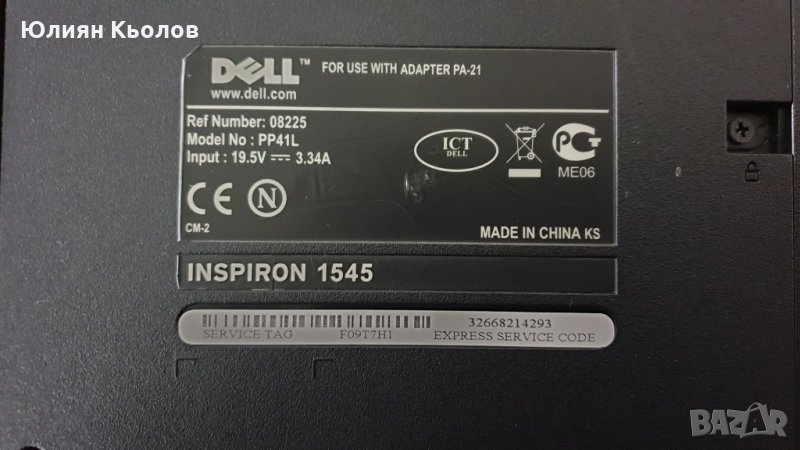 Юлиян Кьолов
DELL™ FOR USE WITH ADAPTER PA-21
www.dell.com
Ref Number: 08225
Model No : PP41L
Input : 19.5V 3.34A
ICT
DELL
ME06
CE N
CM-2
MADE IN CHINA KS
INSPIRON 1545
32668214293
SERVICE TAG F09T7H1 EXPRESS SERVICE CODE
BAZAR